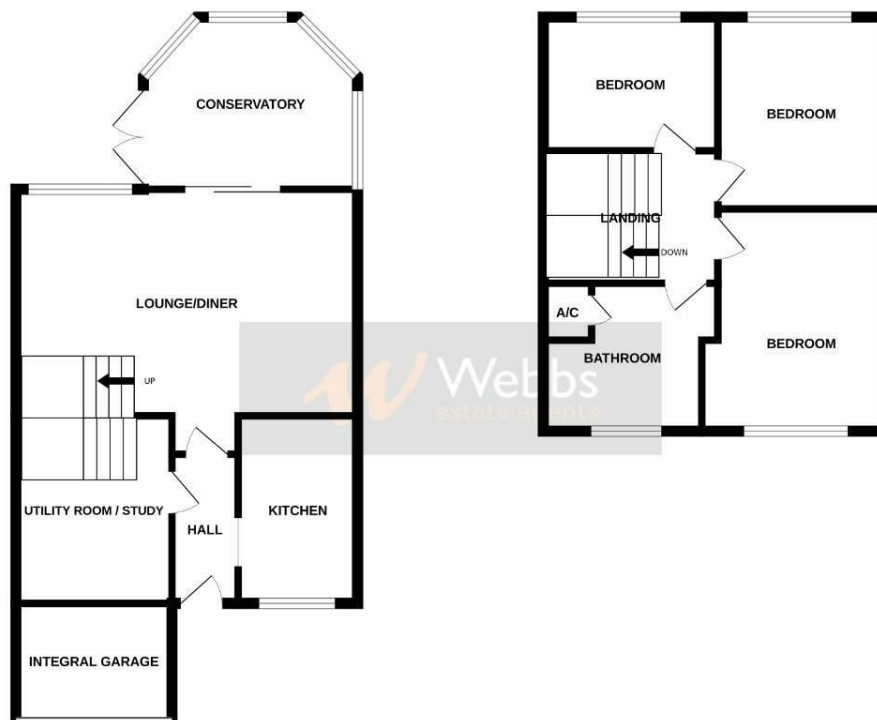 CONSERVATORY
LOUNGE/DINER
UP
UTILITY ROOM / STUDY
HALL
KITCHEN
INTEGRAL GARAGE
BEDROOM
BEDROOM
LANDING
DOWN
A/C
BATHROOM
BEDROOM
Webbs
estate agents